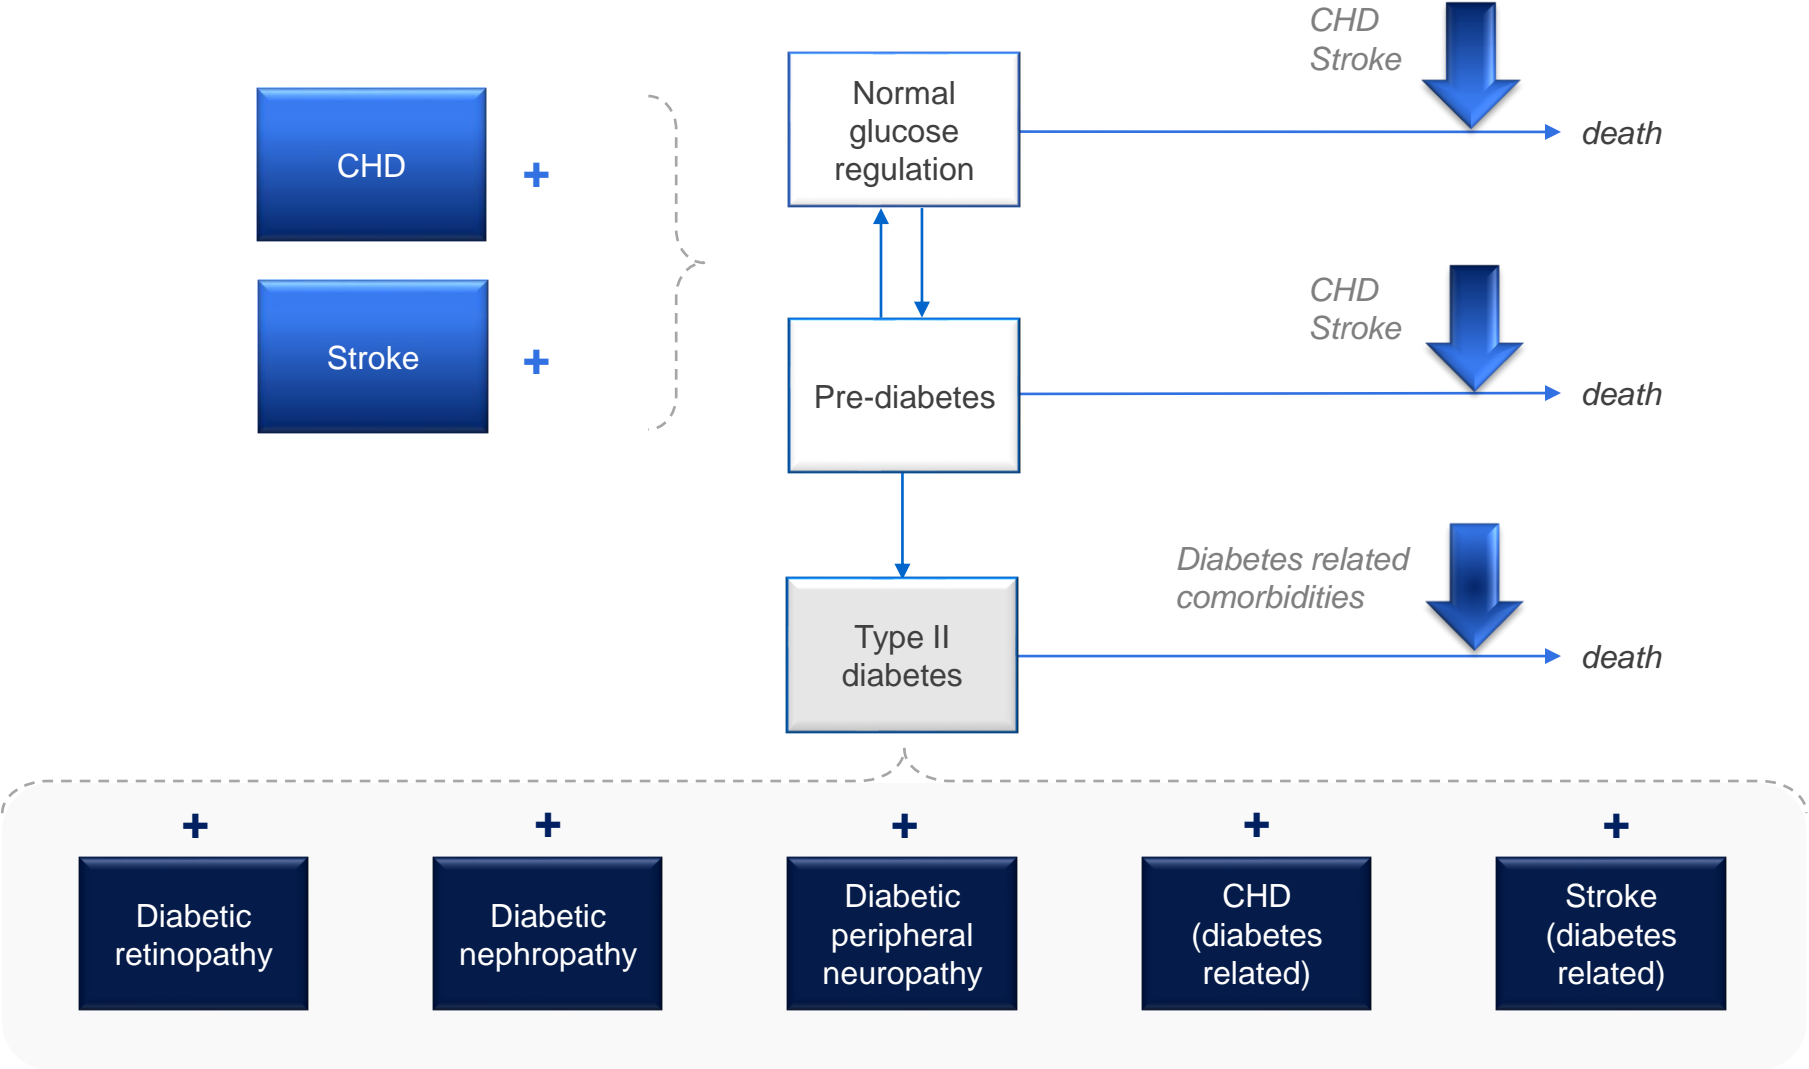 CHD
Stroke
Normal
glucose
regulation
death
CHD
+
Stroke
+
CHD
Stroke
Pre-diabetes
death
Diabetes related
comorbidities
Type II
diabetes
death
+
+
+
+
+
Diabetic
retinopathy
Diabetic
nephropathy
Diabetic
peripheral
neuropathy
CHD
(diabetes
related)
Stroke
(diabetes
related)